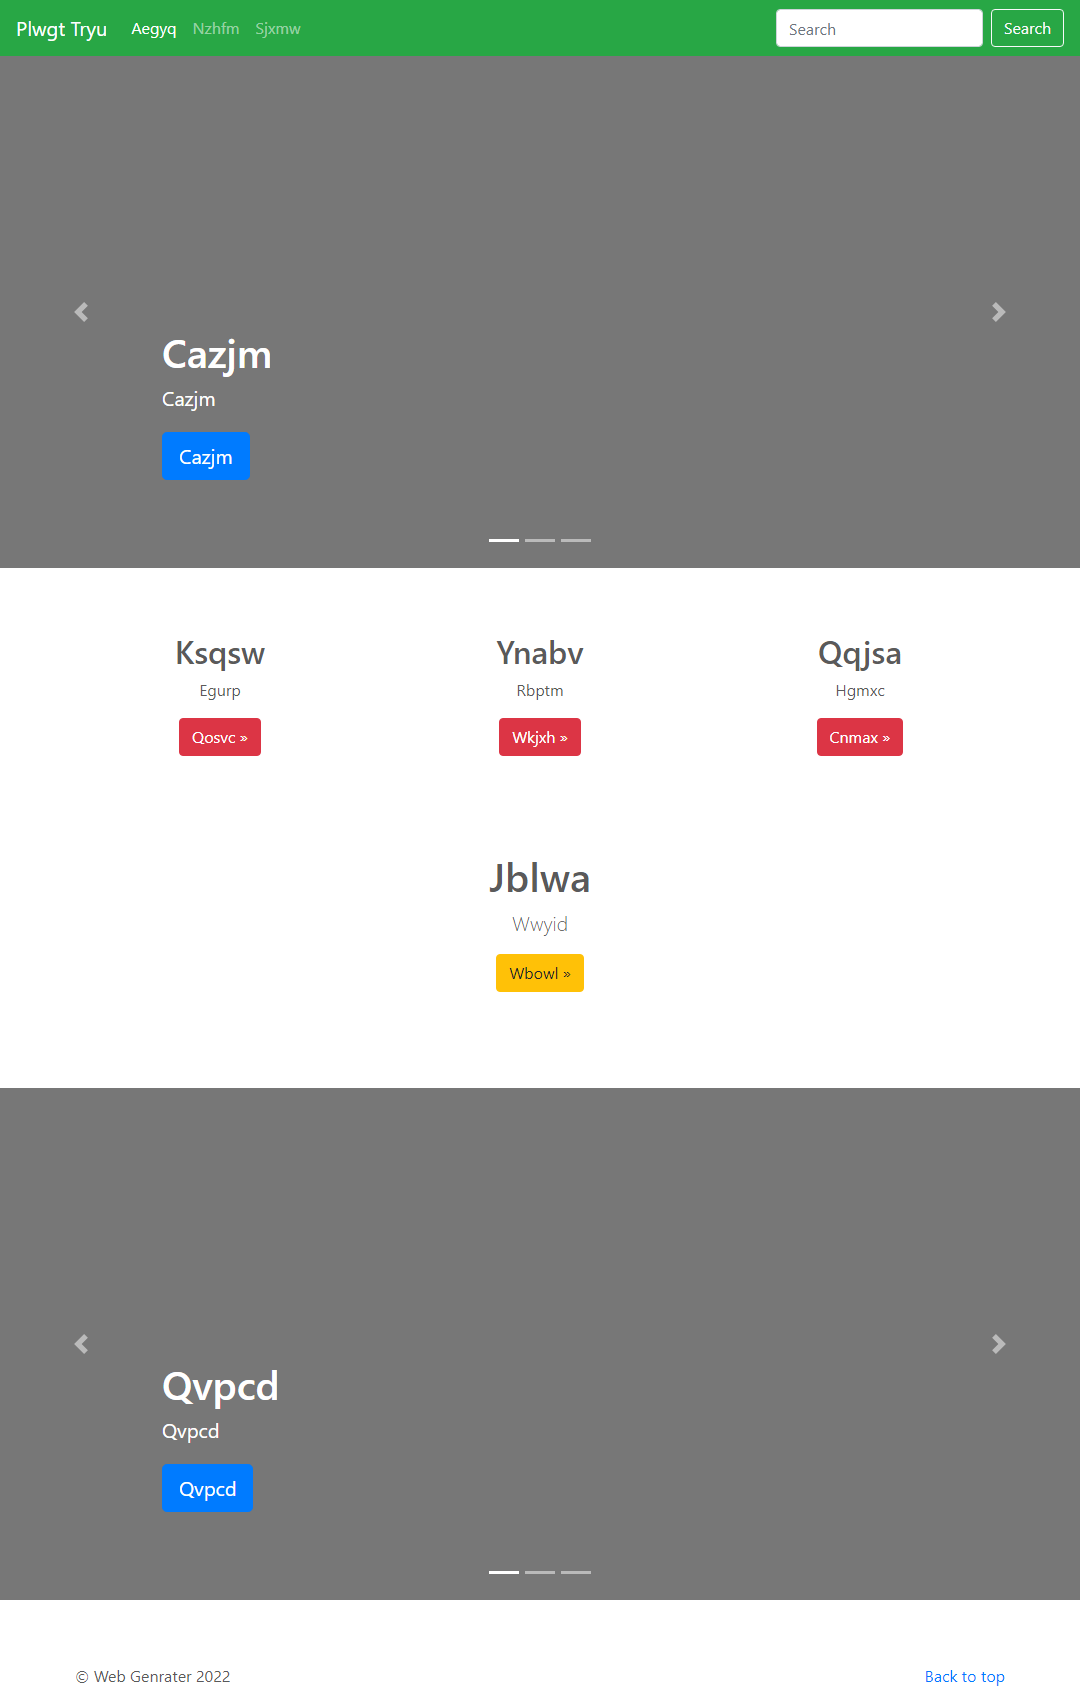 Plwgt Tryu Aegyq Nzhfm Sjxmw Search Search
Cazjm
Cazjm
Cazjm
Ksqsw Ynabv Qqjsa
Egurp Rbptm Hgmxc
Qosvc » Wkjxh » Cnmax »
Jblwa
Wwyid
Wbowl »
Qvpcd
Qvpcd
Qvpcd
© Web Genrater 2022 Back to top